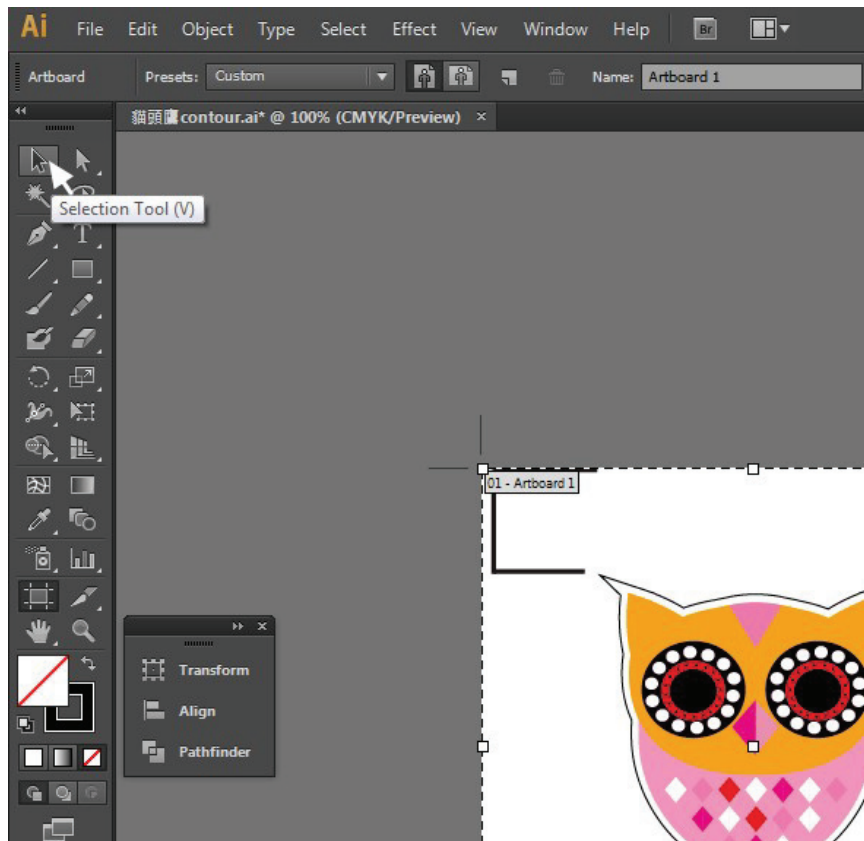 Ai File Edit Object Type Select Effect View Window Help Br
Artboard Presets: Custom Name: Artboard 1
貓頭鷹contour.ai* @ 100% (CMYK/Preview) ×
Selection Tool (V)
T
01 - Artboard 1
Transform
Align
Pathfinder